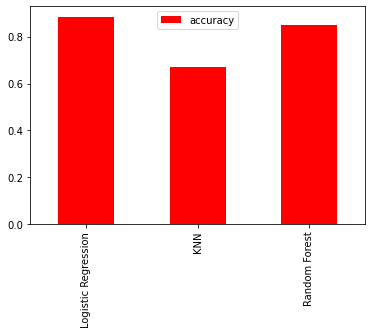 accuracy
0.8
0.6
0.4
0.2
0.0
Logistic Regression
KNN
Random Forest